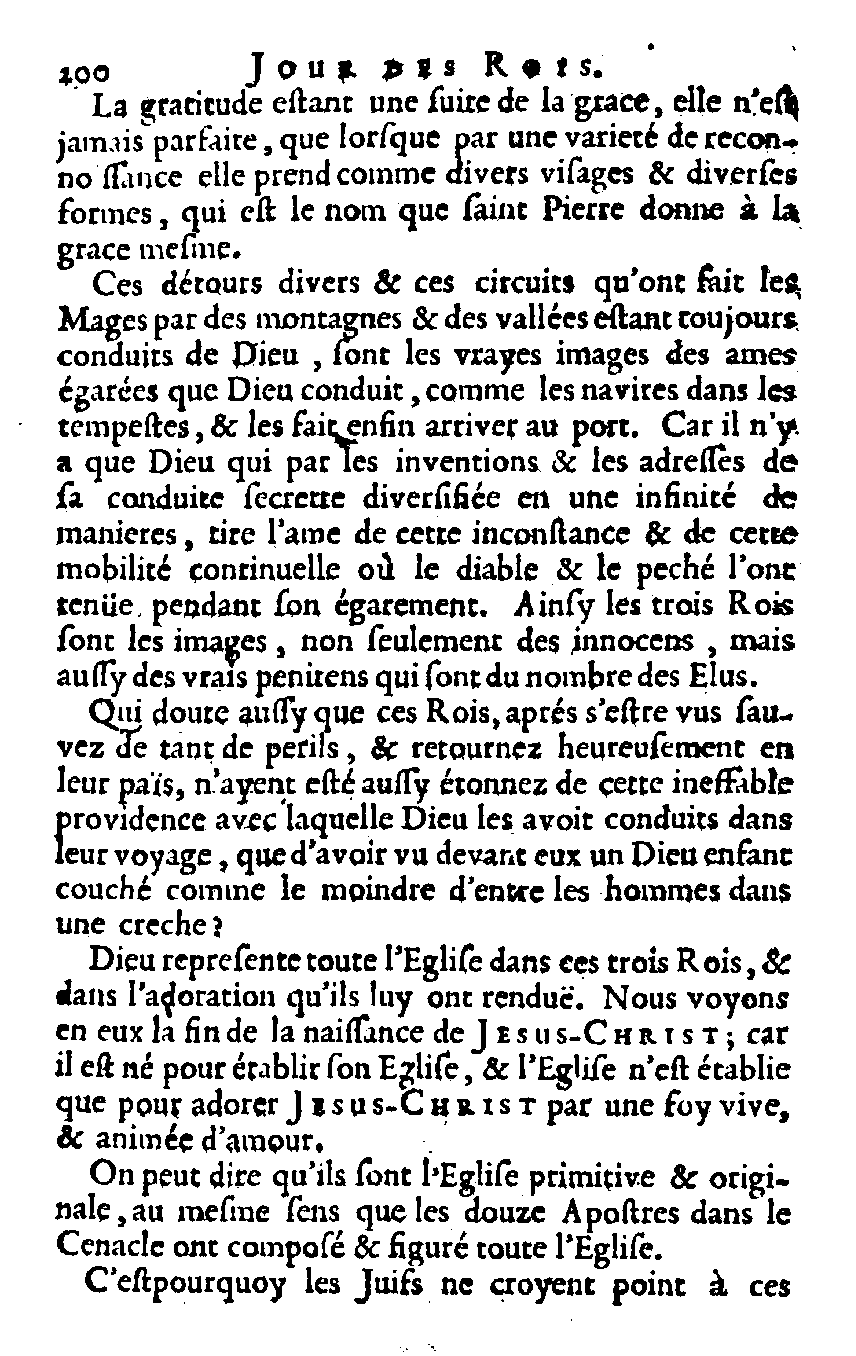 200 JOUR DES ROIS.
La gratitude eſtant une ſuite de la grace, elle n'eſt
jamais parfaite, que lorſque par une varieté de recon-
noiſſance elle prend comme divers viſages & diverſes
formes, qui eſt le nom que ſaint Pierre donne à la
grace meſme.
Ces détours divers & ces circuits qu'ont fait les
Mages par des montagnes & des vallées eſtant toujours
conduits de Dieu, ſont les vrayes images des ames
égarées que Dieu conduit, comme les navires dans les
tempeſtes, & les fait enfin arriver au port. Car il n'y
a que Dieu qui par les inventions & les adreſſes de
ſa conduite ſecrette diverſifiée en une infinité de
manieres, tire l'ame de cette inconſtance & de cette
mobilité continuelle où le diable & le peché l'ont
tenüe pendant ſon égarement. Ainſy les trois Rois
ſont les images, non ſeulement des innocens, mais
auſſy des vrais penitens qui ſont du nombre des Elus.
Qui doute auſſy que ces Rois, aprés s'eſtre vus ſau-
vez de tant de perils, & retournez heureuſement en
leur païs, n'ayent eſté auſſy étonnez de cette ineffable
providence avec laquelle Dieu les avoit conduits dans
leur voyage, que d'avoir vu devant eux un Dieu enfant
couché comme le moindre d'entre les hommes dans
une creche?
Dieu repreſente toute l'Egliſe dans ces trois Rois, &
dans l'adoration qu'ils luy ont renduë. Nous voyons
en eux la fin de la naiſſance de JESUS-CHRIST; car
il eſt né pour établir ſon Egliſe, & l'Egliſe n'eſt établie
que pour adorer JESUS-CHRIST par une foy vive,
& animée d'amour.
On peut dire qu'ils ſont l'Egliſe primitive & origi-
nale, au meſme ſens que les douze Apoſtres dans le
Cenacle ont compoſé & figuré toute l'Egliſe.
C'eſtpourquoy les Juifs ne croyent point à ces